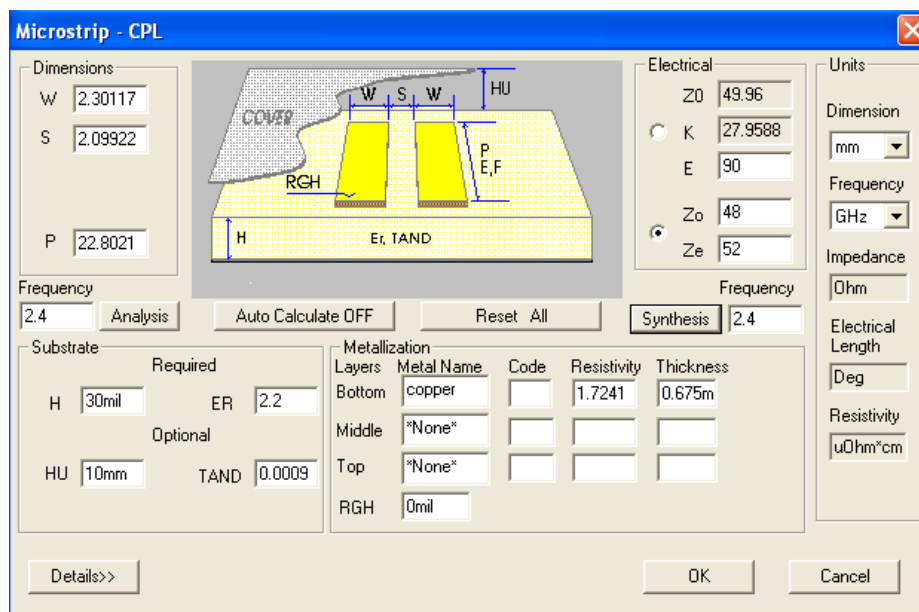 Microstrip - CPL
Dimensions
W 2.30117
S 2.09922
P 22.8021
Frequency
2.4 Analysis
COVER
W S W
HU
P
E,F
RGH
H
Er, TAND
Auto Calculate OFF
Reset All
Electrical
Z0 49.96
K 27.9588
E 90
Zo 48
Ze 52
Frequency
Synthesis 2.4
Units
Dimension
mm
Frequency
GHz
Impedance
Ohm
Electrical
Length
Deg
Resistivity
uOhm*cm
Substrate
Required
H 30mil ER 2.2
Optional
HU 10mm TAND 0.0009
Metallization
Layers Metal Name Code Resistivity Thickness
Bottom copper 1.7241 0.675m
Middle *None*
Top *None*
RGH 0mil
Details>>
OK
Cancel